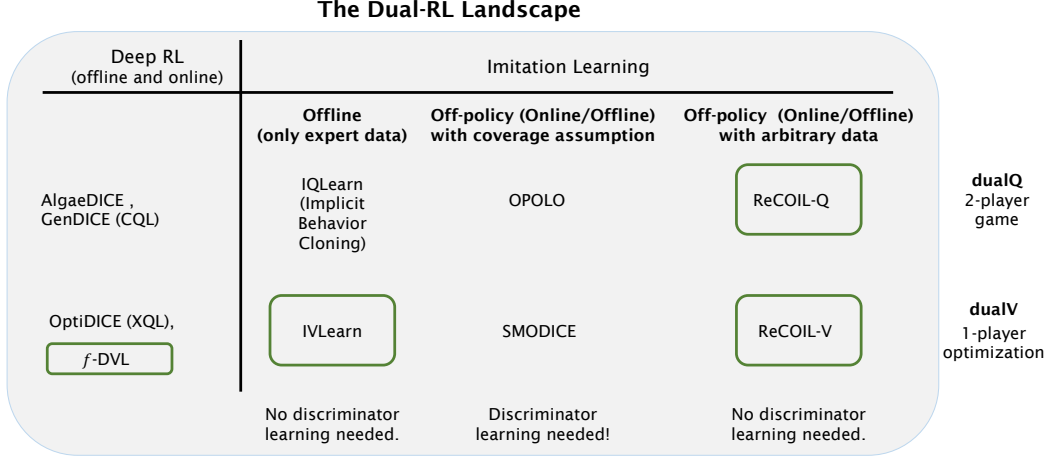 The Dual-RL Landscape
Deep RL
(offline and online)
Imitation Learning
Offline
(only expert data)
Off-policy (Online/Offline)
with coverage assumption
Off-policy (Online/Offline)
with arbitrary data
AlgaeDICE ,
GenDICE (CQL)
IQLearn
(Implicit
Behavior
Cloning)
OPOLO
ReCOIL-Q
dualQ
2-player
game
OptiDICE (XQL),
f-DVL
IVLearn
SMODICE
ReCOIL-V
dualV
1-player
optimization
No discriminator
learning needed.
Discriminator
learning needed!
No discriminator
learning needed.